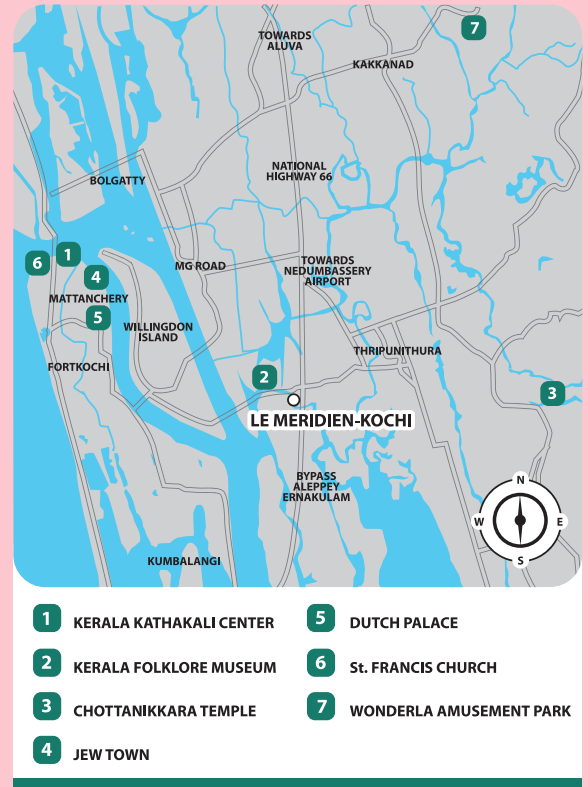 TOWARDS
ALUVA
7
KAKKANAD
NATIONAL
HIGHWAY 66
BOLGATTY
1
6
4
MG ROAD
TOWARDS
NEDUMBASSERY
AIRPORT
MATTANCHERY
5
WILLINGDON
ISLAND
THRIPUNITHURA
FORTKOCHI
2
3
LE MERIDIEN-KOCHI
BYPASS
ALEPPEY
ERNAKULAM
N
W E
S
KUMBALANGI
1 KERALA KATHAKALI CENTER
2 KERALA FOLKLORE MUSEUM
3 CHOTTANIKKARA TEMPLE
4 JEW TOWN
5 DUTCH PALACE
6 St. FRANCIS CHURCH
7 WONDERLA AMUSEMENT PARK